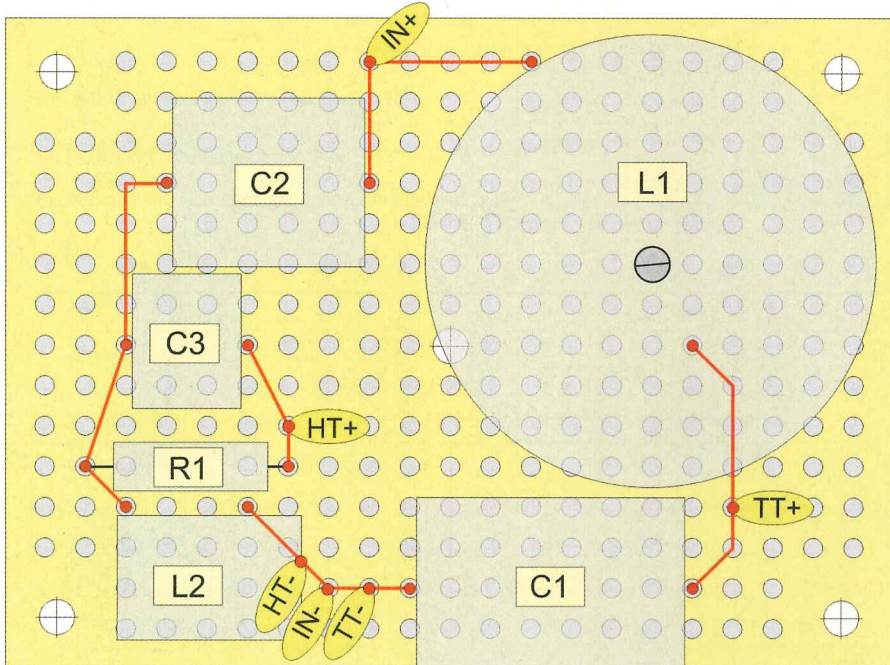 IN+
C2
L1
C3
HT+
R1
TT+
L2
HT-
IN-
TT-
C1